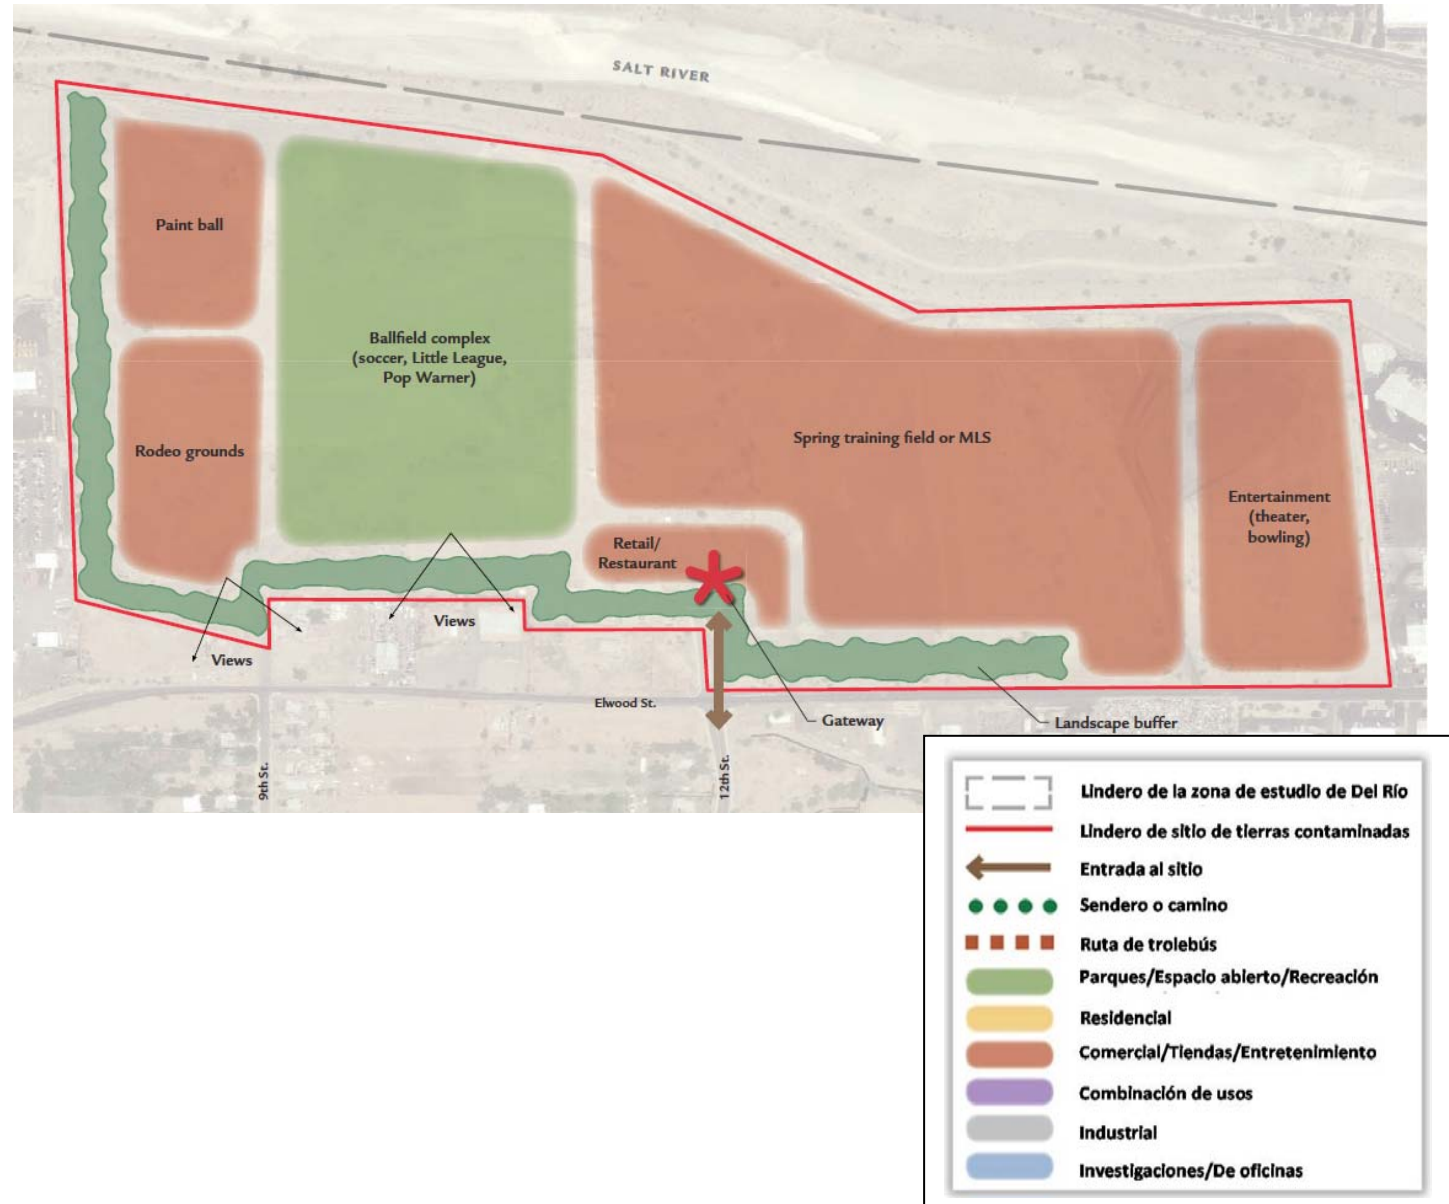 SALT RIVER
Paint ball
Ballfield complex
(soccer, Little League,
Pop Warner)
Rodeo grounds
Spring training field or MLS
Entertainment
(theater,
bowling)
Retail/
Restaurant
Views
Views
Elwood St.
Gateway
Landscape buffer
9th St.
12th St.
Lindero de la zona de estudio de Del Río
Lindero de sitio de tierras contaminadas
Entrada al sitio
Sendero o camino
Ruta de trolebús
Parques/Espacio abierto/Recreación
Residencial
Comercial/Tiendas/Entretenimiento
Combinación de usos
Industrial
Investigaciones/De oficinas